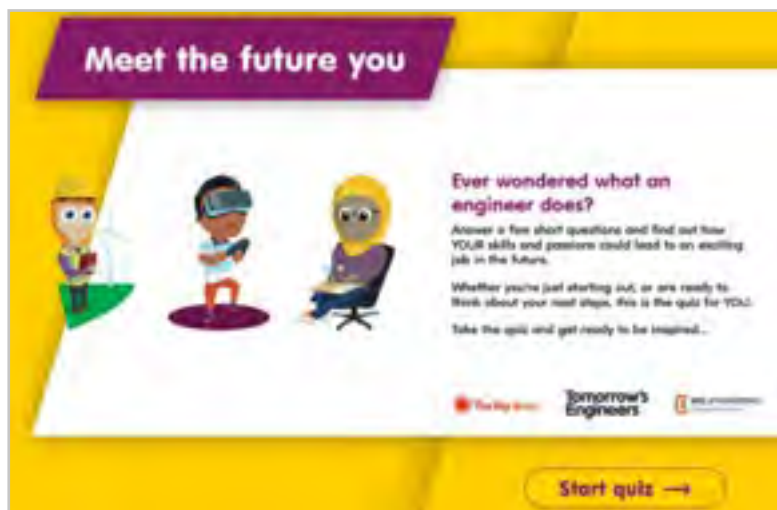 Meet the future you
Ever wondered what an
engineer does?
Answer a few short questions and find out how
YOUR skills and passions could lead to an exciting
job in the future.
Whether you're just starting out, or are ready to
think about your next steps, this is the quiz for YOU.
Take the quiz and get ready to be inspired...
The Big
Tomorrow's
Engineers
Start quiz →